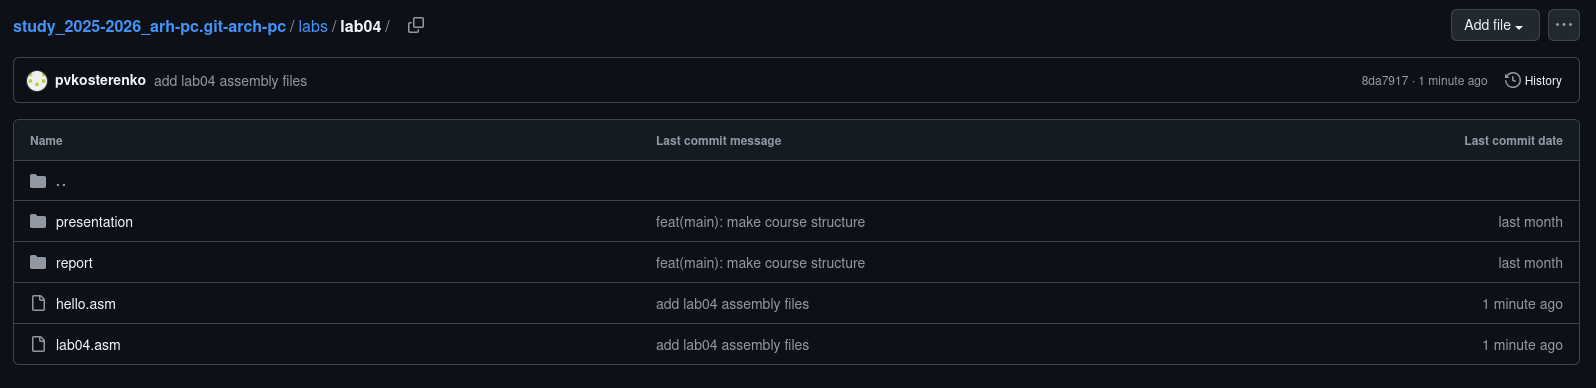 study_2025-2026_arh-pc.git-arch-pc / labs / lab04 /
Add file
pvkosterenko add lab04 assembly files 8da7917 · 1 minute ago History
Name Last commit message Last commit date
..
presentation feat(main): make course structure last month
report feat(main): make course structure last month
hello.asm add lab04 assembly files 1 minute ago
lab04.asm add lab04 assembly files 1 minute ago